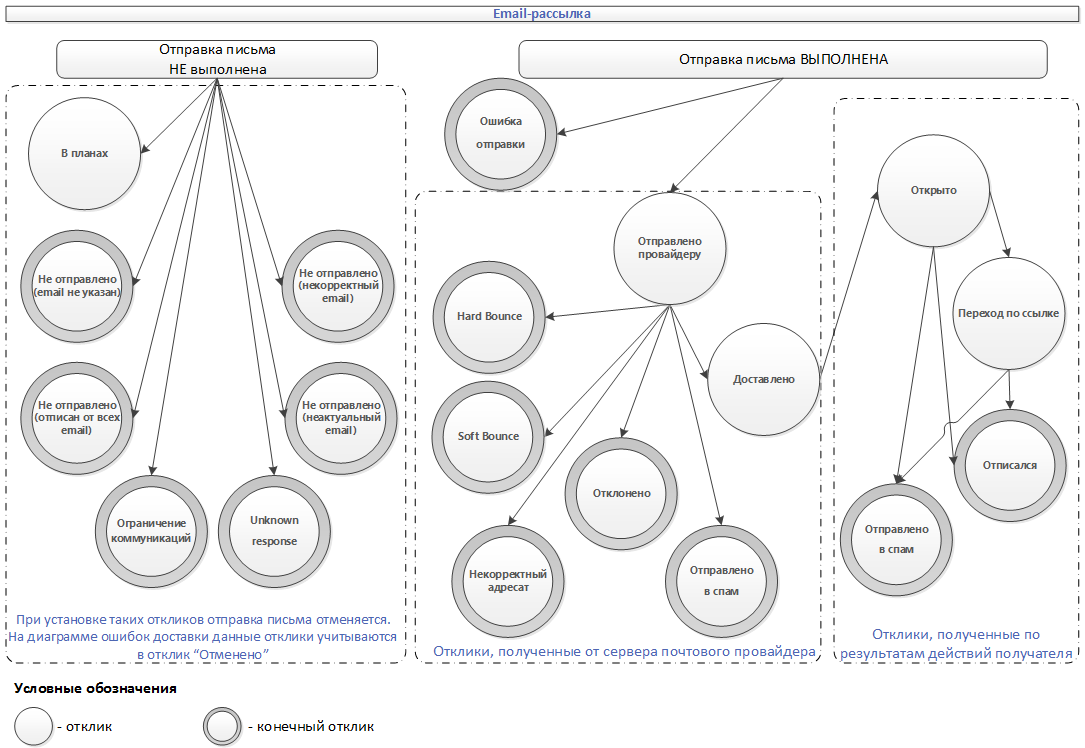 Email-рассылка
Отправка письма
НЕ выполнена
Отправка письма ВЫПОЛНЕНА
В планах
Не отправлено
(email не указан)
Не отправлено
(некорректный
email)
Не отправлено
(отписан от всех
email)
Не отправлено
(неактуальный
email)
Ограничение
коммуникаций
Unknown
response
При установке таких откликов отправка письма отменяется.
На диаграмме ошибок доставки данные отклики учитываются
в отклик “Отменено”
Ошибка
отправки
Отправлено
провайдеру
Hard Bounce
Доставлено
Soft Bounce
Отклонено
Некорректный
адресат
Отправлено
в спам
Отклики, полученные от сервера почтового провайдера
Открыто
Переход по ссылке
Отписался
Отправлено
в спам
Отклики, полученные по
результатам действий получателя
Условные обозначения
- отклик
- конечный отклик